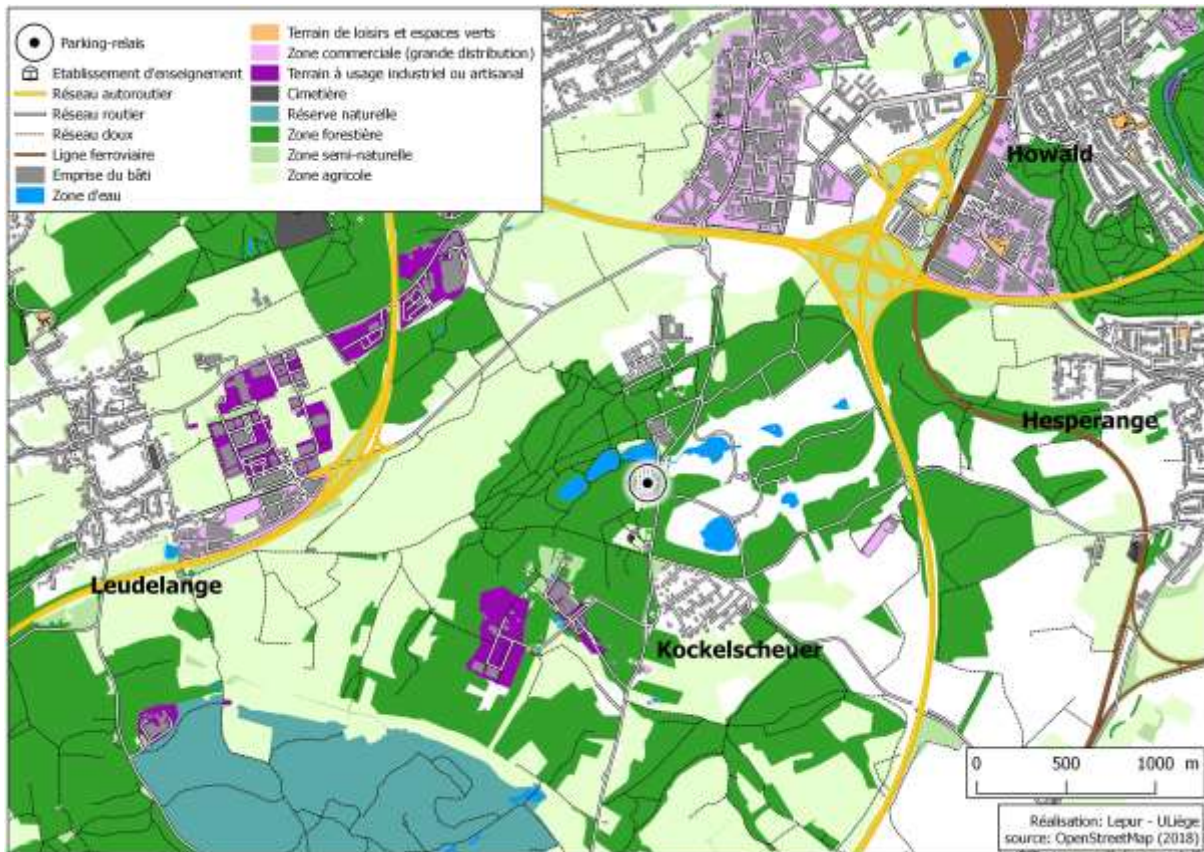 Parking-relais
Etablissement d'enseignement
Réseau autoroutier
Réseau routier
Réseau doux
Ligne ferroviaire
Emprise du bâti
Zone d'eau
Terrain de loisirs et espaces verts
Zone commerciale (grande distribution)
Terrain à usage industriel ou artisanal
Cimetière
Réserve naturelle
Zone forestière
Zone semi-naturelle
Zone agricole
Howald
Hesperange
Leudelange
Kockelscheuer
0 500 1000 m
Réalisation: Lepur - ULiège
source: OpenStreetMap (2018)